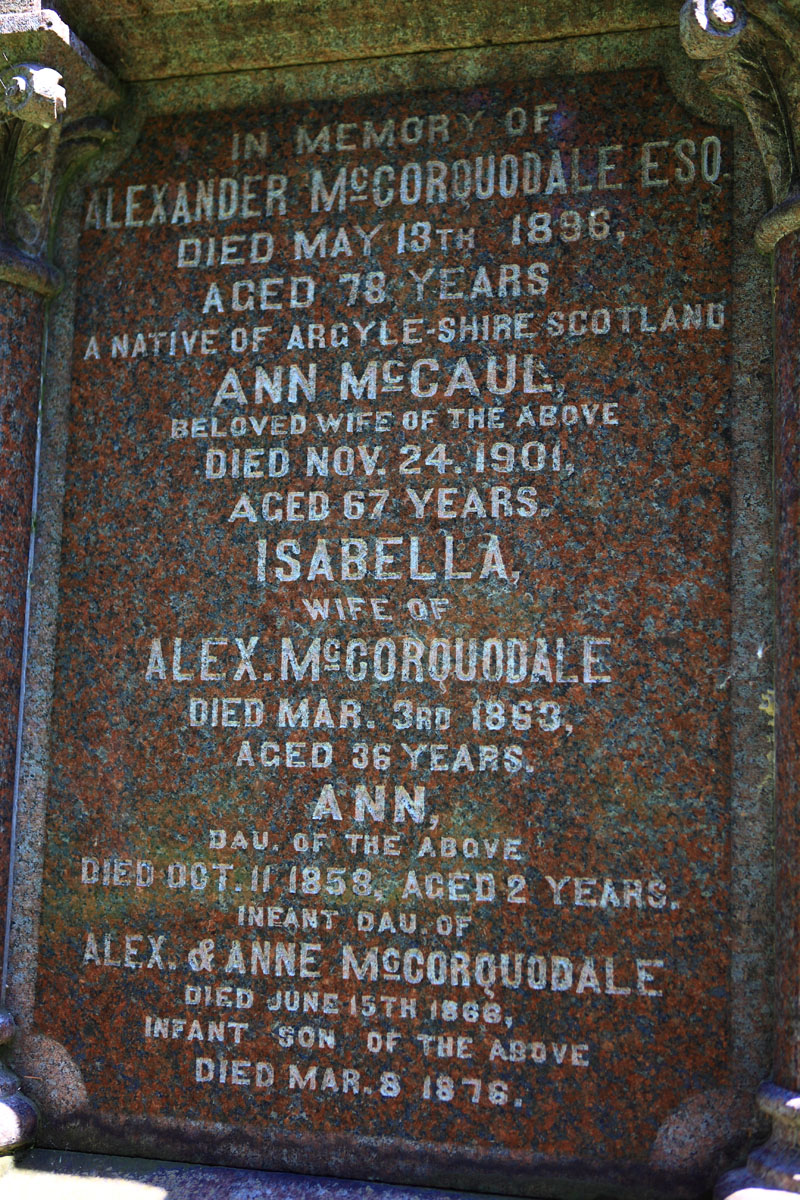 IN MEMORY OF
ALEXANDER McCORQUODALE ESQ.
DIED MAY 13TH 1896,
AGED 78 YEARS
A NATIVE OF ARGYLE-SHIRE SCOTLAND
ANN McCAUL,
BELOVED WIFE OF THE ABOVE
DIED NOV. 24. 1901,
AGED 67 YEARS.
ISABELLA,
WIFE OF
ALEX. McCORQUODALE
DIED MAR. 3RD 1863,
AGED 36 YEARS.
ANN,
DAU. OF THE ABOVE
DIED OCT. 11 1858, AGED 2 YEARS.
INFANT DAU. OF
ALEX. & ANNE McCORQUODALE
DIED JUNE 15TH 1868,
INFANT SON OF THE ABOVE
DIED MAR. 8 1876.